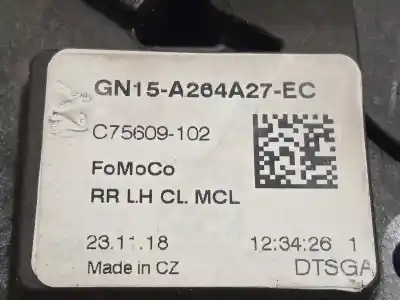 GN15-A264A27-EC
C75609-102
FoMoCo
RR LH CL. MCL
23.11.18 12:34:26 1
Made in CZ DTSGA